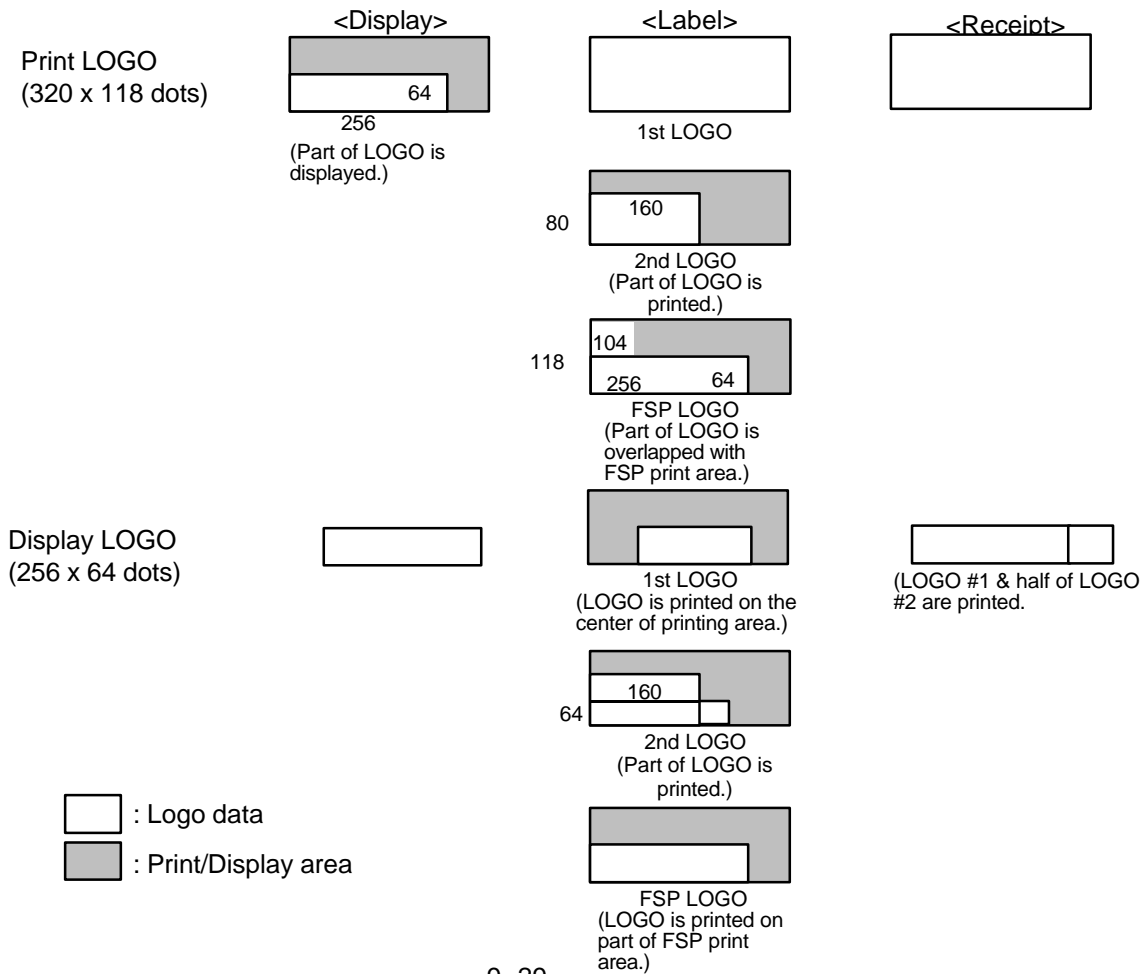 <Display>
<Label>
<Receipt>
Print LOGO
(320 x 118 dots)
64
256
(Part of LOGO is
displayed.)
1st LOGO
80
160
2nd LOGO
(Part of LOGO is
printed.)
118
104
256
64
FSP LOGO
(Part of LOGO is
overlapped with
FSP print area.)
Display LOGO
(256 x 64 dots)
1st LOGO
(LOGO is printed on the
center of printing area.)
(LOGO #1 & half of LOGO
#2 are printed.
160
64
2nd LOGO
(Part of LOGO is
printed.)
: Logo data
: Print/Display area
FSP LOGO
(LOGO is printed on
part of FSP print
area.)